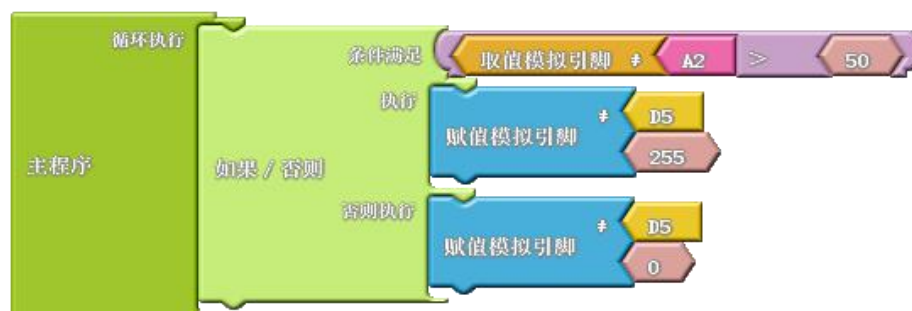 循环执行
条件满足
取值模拟引脚 # A2 > 50
执行
赋值模拟引脚 # D5
255
主程序
如果 / 否则
否则执行
赋值模拟引脚 # D5
0